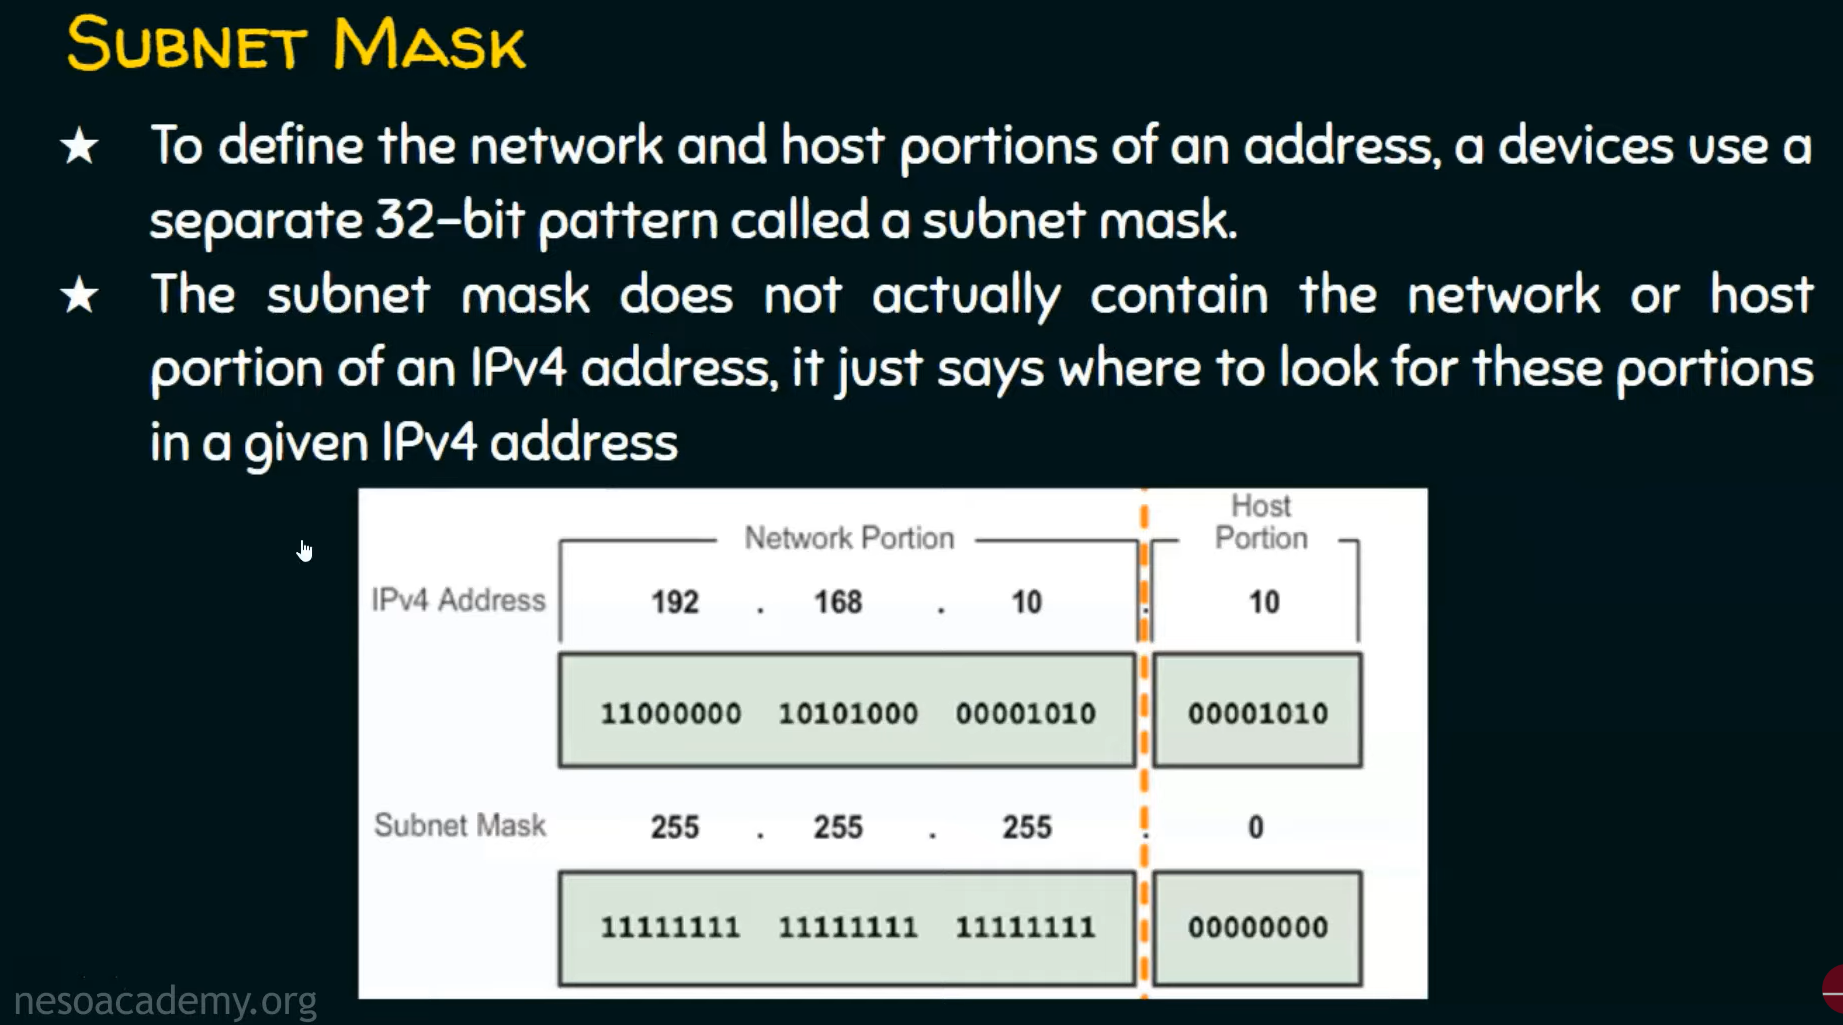 SUBNET MASK
★ To define the network and host portions of an address, a devices use a
separate 32-bit pattern called a subnet mask.
★ The subnet mask does not actually contain the network or host
portion of an IPv4 address, it just says where to look for these portions
in a given IPv4 address
Network Portion Host Portion
IPv4 Address 192 . 168 . 10 . 10
11000000 10101000 00001010 00001010
Subnet Mask 255 . 255 . 255 . 0
11111111 11111111 11111111 00000000
nesoacademy.org